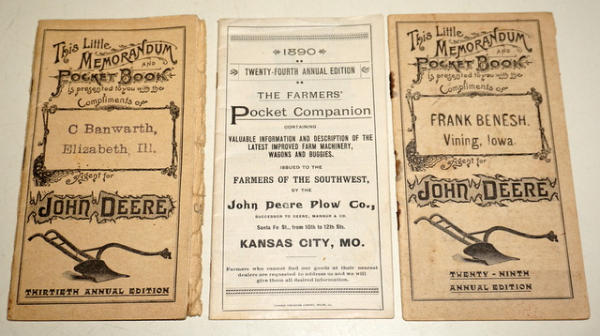 This Little
MEMORANDUM
AND
POCKET BOOK
is presented to you with the
Compliments of
C Banwarth,
Elizabeth, Ill.
Agent for
JOHN DEERE
THIRTIETH ANNUAL EDITION
1890
TWENTY-FOURTH ANNUAL EDITION
THE FARMERS'
Pocket Companion
CONTAINING
VALUABLE INFORMATION AND DESCRIPTION OF THE
LATEST IMPROVED FARM MACHINERY,
WAGONS AND BUGGIES.
ISSUED TO THE
FARMERS OF THE SOUTHWEST,
BY THE
John Deere Plow Co.,
SUCCESSOR TO DEERE, MANSUR & CO.
Santa Fe St., from 10th to 12th Sts.
KANSAS CITY, MO.
Farmers who cannot find our goods at their nearest
dealers are requested to address us and we will
give them all desired information.
This Little
MEMORANDUM
AND
POCKET BOOK
is presented to you with the
Compliments of
FRANK BENESH.
Vining, Iowa.
Agent for
JOHN DEERE
TWENTY-NINTH
ANNUAL EDITION